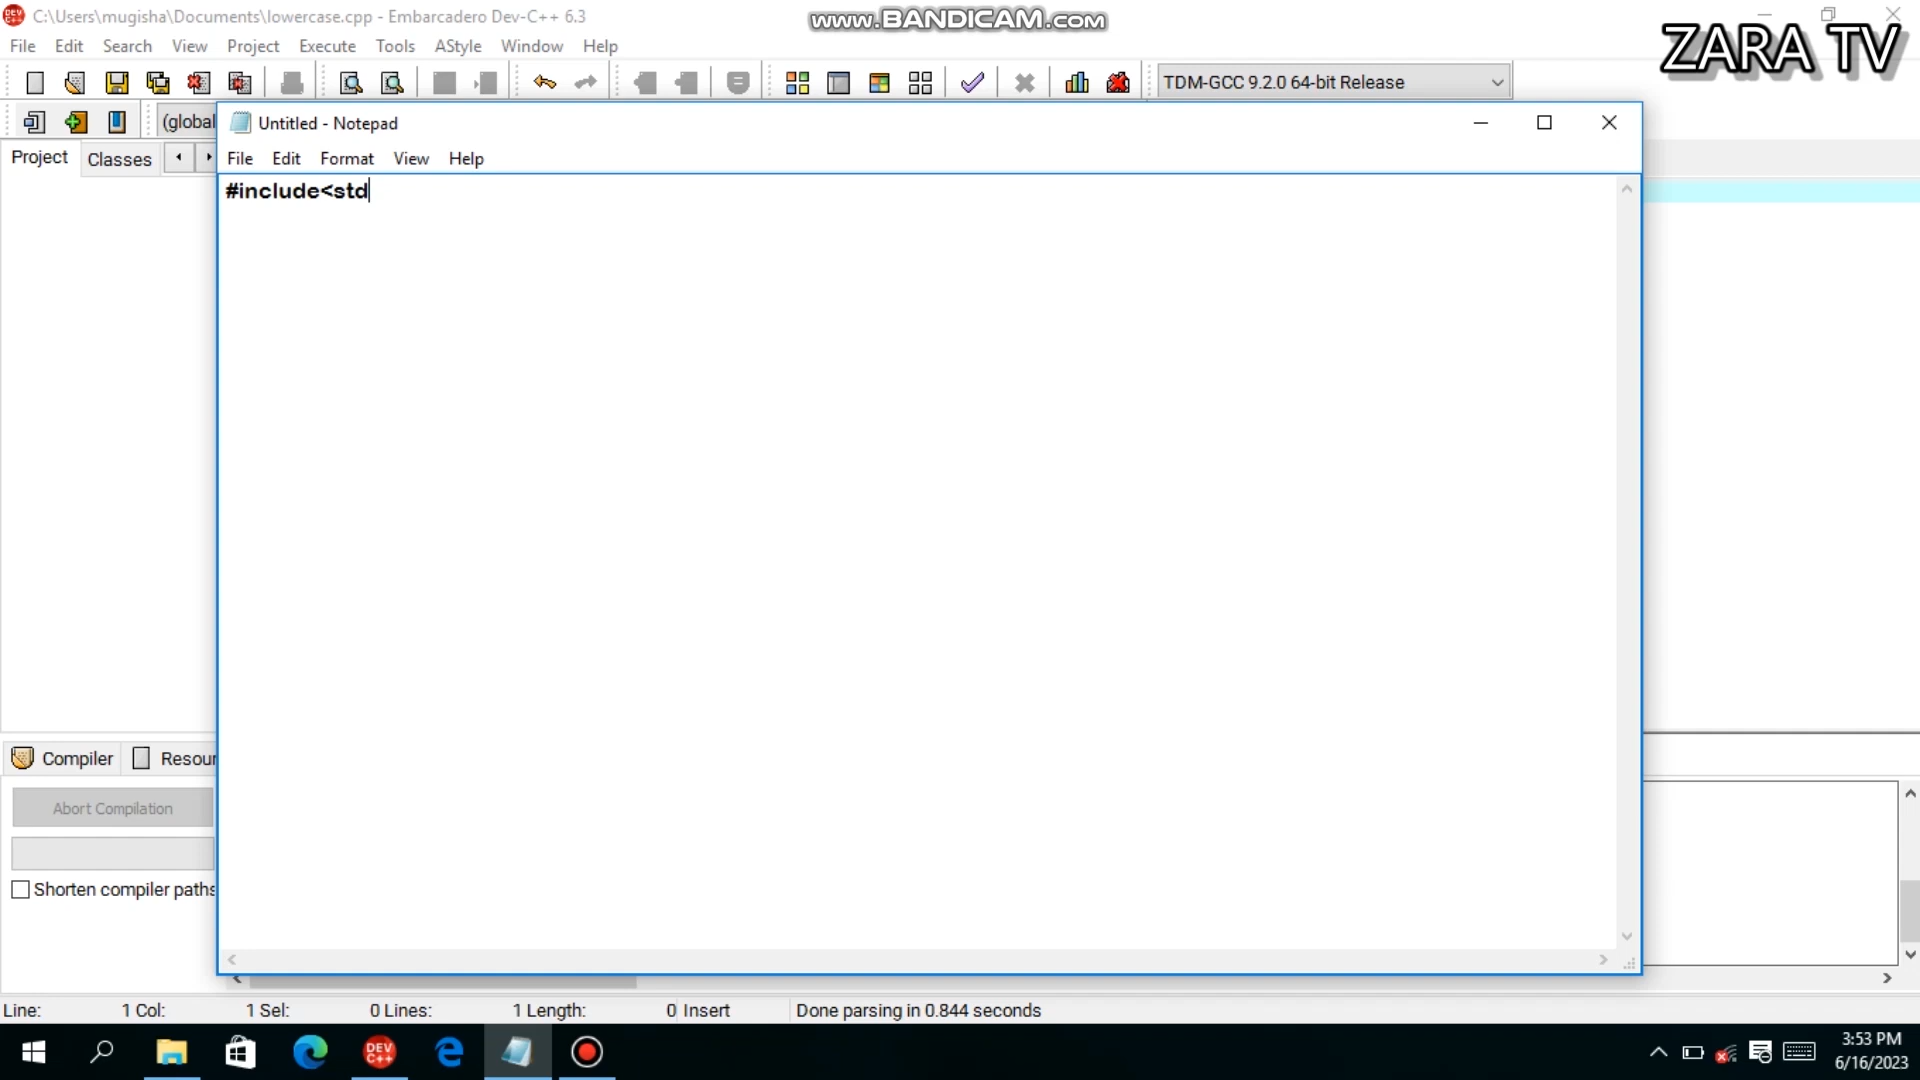 C:\Users\mugisha\Documents\lowercase.cpp - Embarcadero Dev-C++ 6.3
www.BANDICAM.com
ZARA TV
File Edit Search View Project Execute Tools AStyle Window Help
TDM-GCC 9.2.0 64-bit Release
(global
Untitled - Notepad
Project Classes
File Edit Format View Help
#include<std
Compiler Resour
Abort Compilation
Shorten compiler paths
Line: 1 Col: 1 Sel: 0 Lines: 1 Length: 0 Insert Done parsing in 0.844 seconds
DEV C++
3:53 PM
6/16/2023